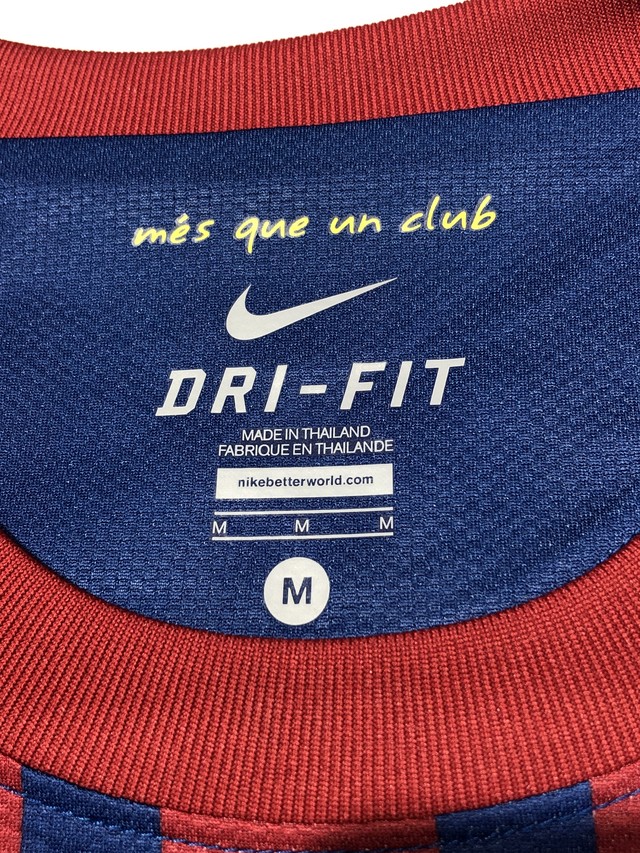 més que un club
DRI-FIT
MADE IN THAILAND
FABRIQUE EN THAILANDE
nikebetterworld.com
M M M
M